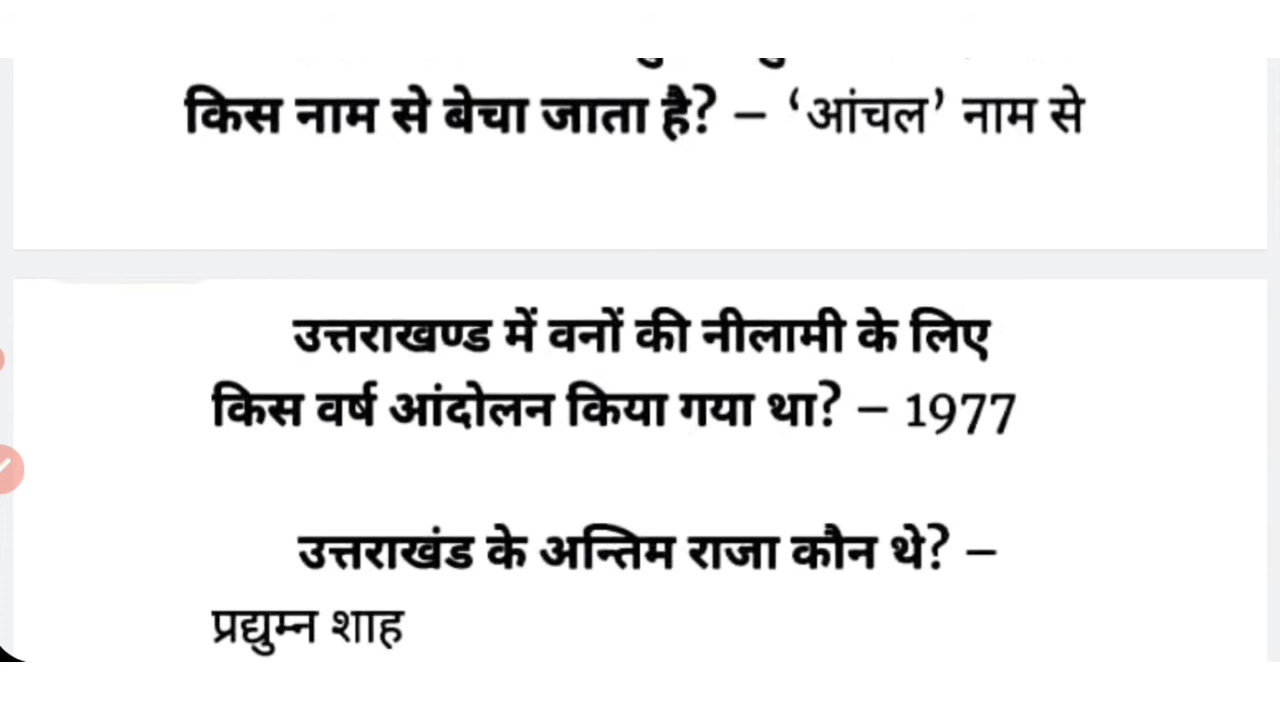 किस नाम से बेचा जाता है? – ‘आंचल’ नाम से
उत्तराखण्ड में वनों की नीलामी के लिए
किस वर्ष आंदोलन किया गया था? – 1977
उत्तराखंड के अन्तिम राजा कौन थे? –
प्रद्युम्न शाह